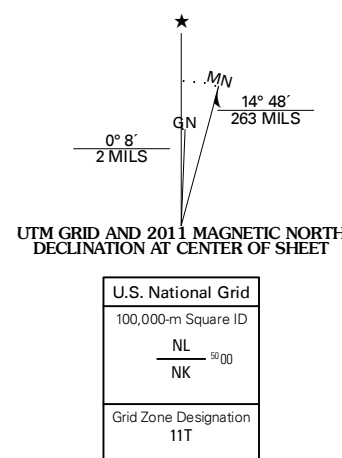 ★
MN
GN
14° 48´
263 MILS
0° 8´
2 MILS
UTM GRID AND 2011 MAGNETIC NORTH
DECLINATION AT CENTER OF SHEET
U.S. National Grid
100,000-m Square ID
NL
5000
NK
Grid Zone Designation
11T